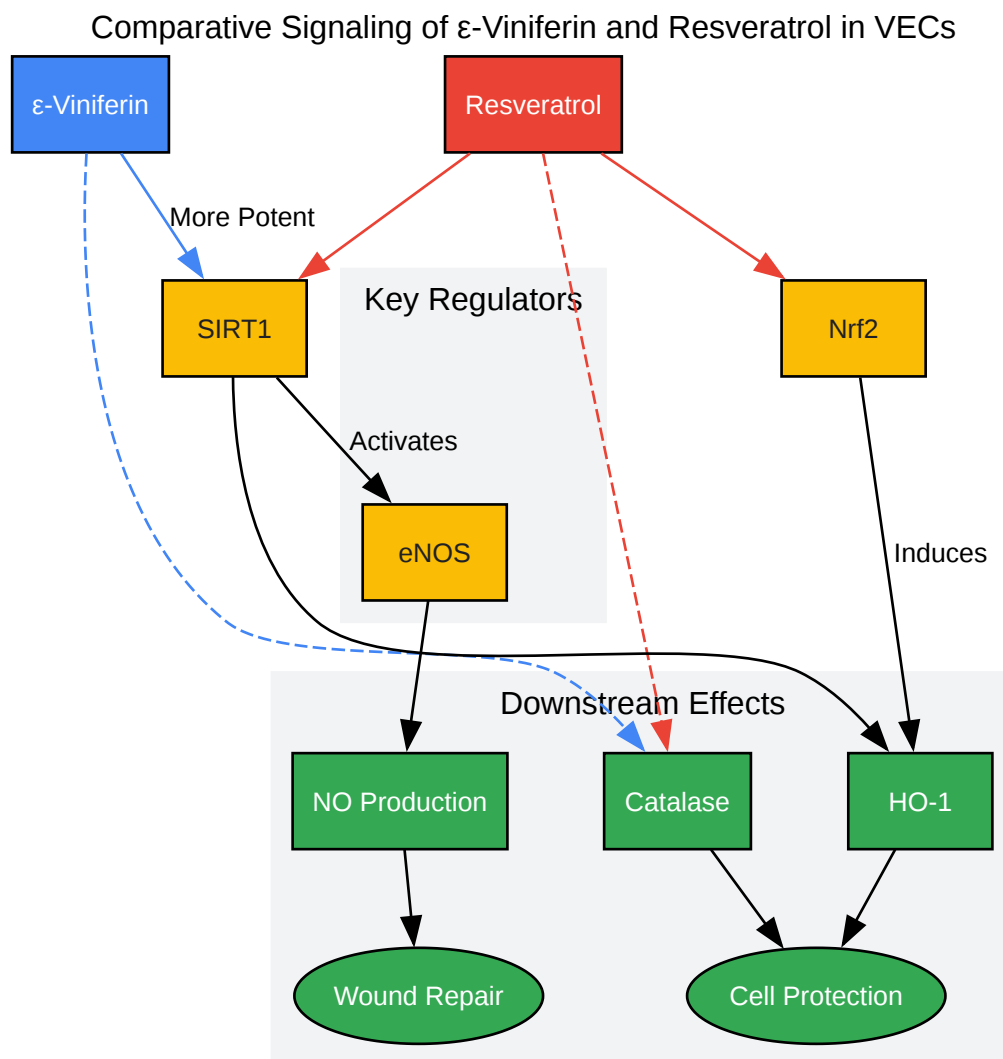 Comparative Signaling of ε-Viniferin and Resveratrol in VECs
ε-Viniferin
Resveratrol
More Potent
Key Regulators
SIRT1
Nrf2
Activates
eNOS
Induces
Downstream Effects
NO Production
Catalase
HO-1
Wound Repair
Cell Protection